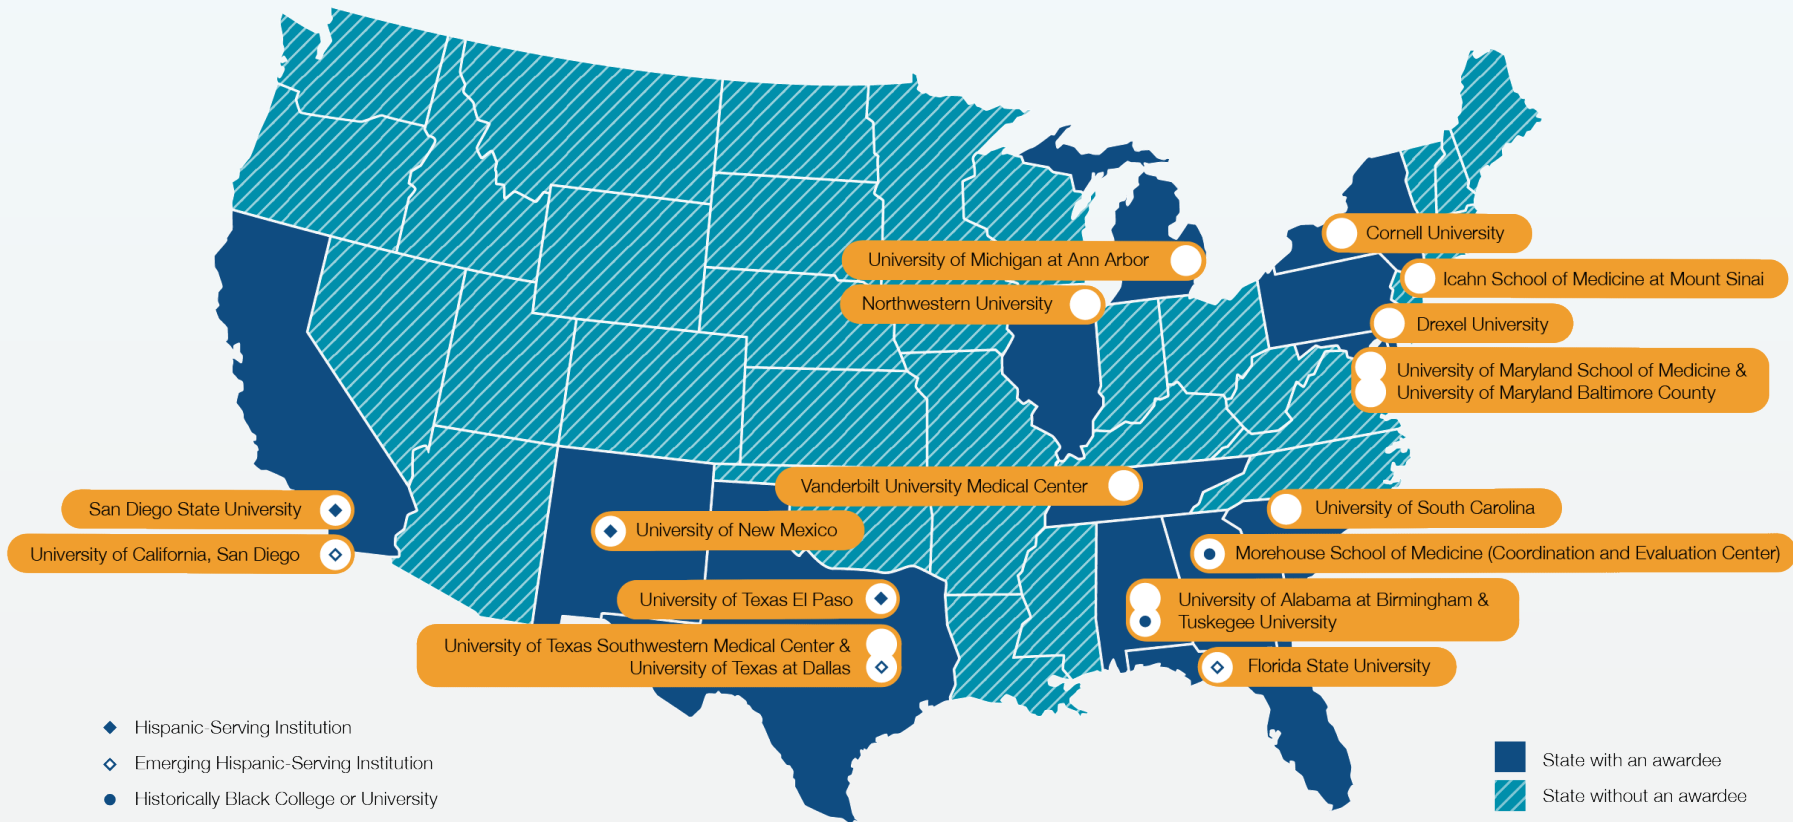 Cornell University
University of Michigan at Ann Arbor
Icahn School of Medicine at Mount Sinai
Northwestern University
Drexel University
University of Maryland School of Medicine &
University of Maryland Baltimore County
Vanderbilt University Medical Center
San Diego State University
University of South Carolina
University of New Mexico
University of California, San Diego
Morehouse School of Medicine (Coordination and Evaluation Center)
University of Texas El Paso
University of Alabama at Birmingham &
Tuskegee University
University of Texas Southwestern Medical Center &
University of Texas at Dallas
Florida State University
Hispanic-Serving Institution
Emerging Hispanic-Serving Institution
Historically Black College or University
State with an awardee
State without an awardee